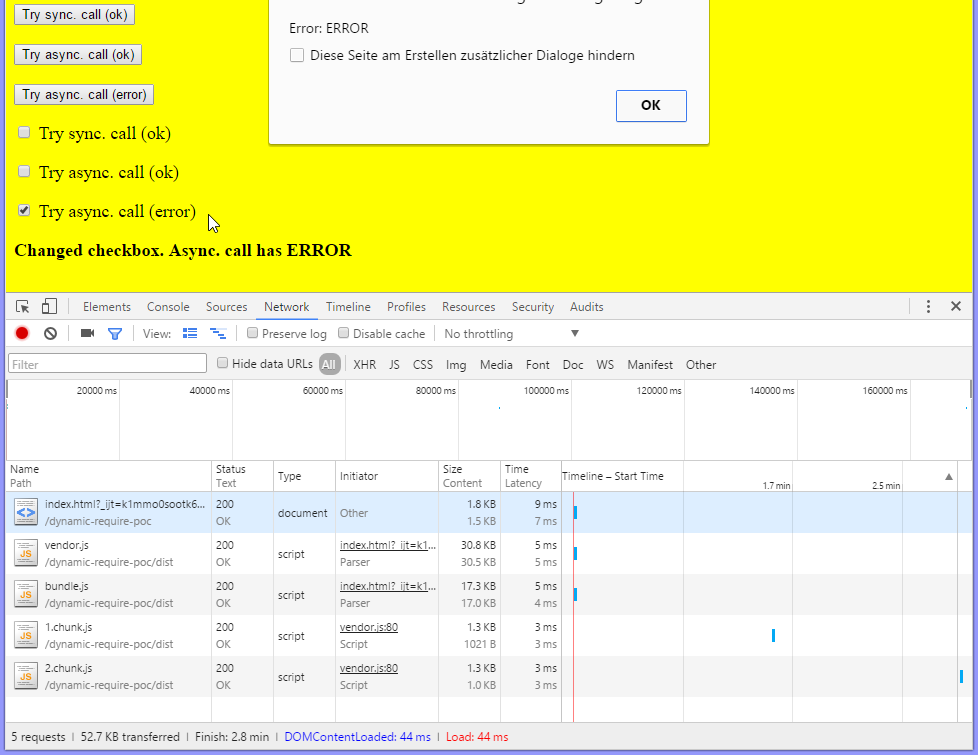 Try sync. call (ok)
Error: ERROR
Try async. call (ok)
Diese Seite am Erstellen zusätzlicher Dialoge hindern
Try async. call (error)
OK
Try sync. call (ok)
Try async. call (ok)
Try async. call (error)
Changed checkbox. Async. call has ERROR
Elements Console Sources Network Timeline Profiles Resources Security Audits
View: Preserve log Disable cache No throttling
Filter Hide data URLs All XHR JS CSS Img Media Font Doc WS Manifest Other
20000 ms 40000 ms 60000 ms 80000 ms 100000 ms 120000 ms 140000 ms 160000 ms
Name Status Type Initiator Size Time Timeline – Start Time
Path Text Content Latency 1.7 min 2.5 min
index.html?_ijt=k1mmo0sootk6... 200 document Other 1.8 KB 9 ms
/dynamic-require-poc OK 1.5 KB 7 ms
vendor.js 200 script index.html?_ijt=k1... 30.8 KB 5 ms
/dynamic-require-poc/dist OK Parser 30.5 KB 5 ms
bundle.js 200 script index.html?_ijt=k1... 17.3 KB 5 ms
/dynamic-require-poc/dist OK Parser 17.0 KB 4 ms
1.chunk.js 200 script vendor.js:80 1.3 KB 3 ms
/dynamic-require-poc/dist OK Script 1021 B 3 ms
2.chunk.js 200 script vendor.js:80 1.3 KB 3 ms
/dynamic-require-poc/dist OK Script 1.0 KB 3 ms
5 requests | 52.7 KB transferred | Finish: 2.8 min | DOMContentLoaded: 44 ms | Load: 44 ms